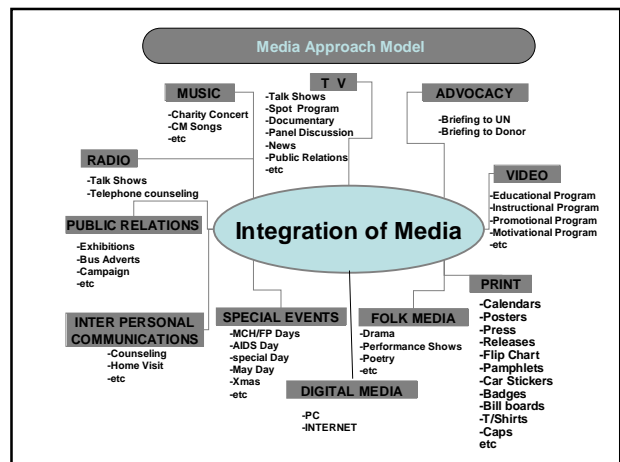 Media Approach Model
MUSIC
-Charity Concert
-CM Songs
-etc
T V
-Talk Shows
-Spot Program
-Documentary
-Panel Discussion
-News
-Public Relations
-etc
ADVOCACY
-Briefing to UN
-Briefing to Donor
RADIO
-Talk Shows
-Telephone counseling
VIDEO
-Educational Program
-Instructional Program
-Promotional Program
-Motivational Program
-etc
PUBLIC RELATIONS
-Exhibitions
-Bus Adverts
-Campaign
-etc
Integration of Media
PRINT
-Calendars
-Posters
-Press
-Releases
-Flip Chart
-Pamphlets
-Car Stickers
-Badges
-Bill boards
-T/Shirts
-Caps
etc
INTER PERSONAL
COMMUNICATIONS
-Counseling
-Home Visit
-etc
SPECIAL EVENTS
-MCH/FP Days
-AIDS Day
-special Day
-May Day
-Xmas
-etc
FOLK MEDIA
-Drama
-Performance Shows
-Poetry
-etc
DIGITAL MEDIA
-PC
-INTERNET